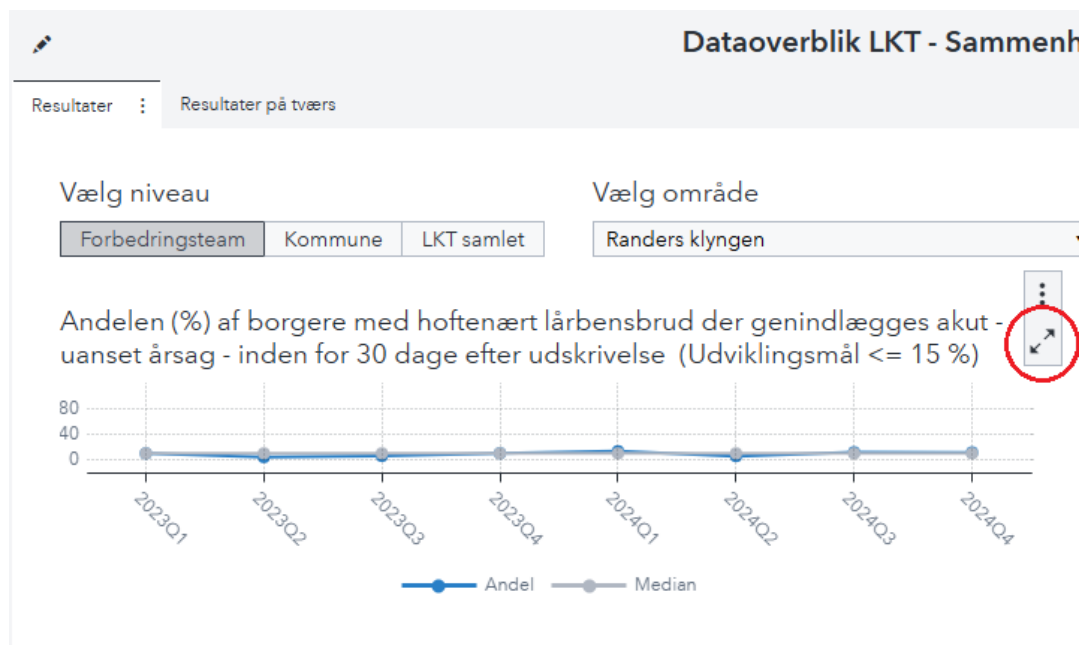 Dataoverblik LKT - Sammenh
Resultater
Resultater på tværs
Vælg niveau
Vælg område
Forbedringsteam Kommune LKT samlet
Randers klyngen
Andelen (%) af borgere med hoftenært lårbensbrud der genindlægges akut -
uanset årsag - inden for 30 dage efter udskrivelse (Udviklingsmål <= 15 %)
80
40
0
2023Q1 2023Q2 2023Q3 2023Q4 2024Q1 2024Q2 2024Q3 2024Q4
Andel Median